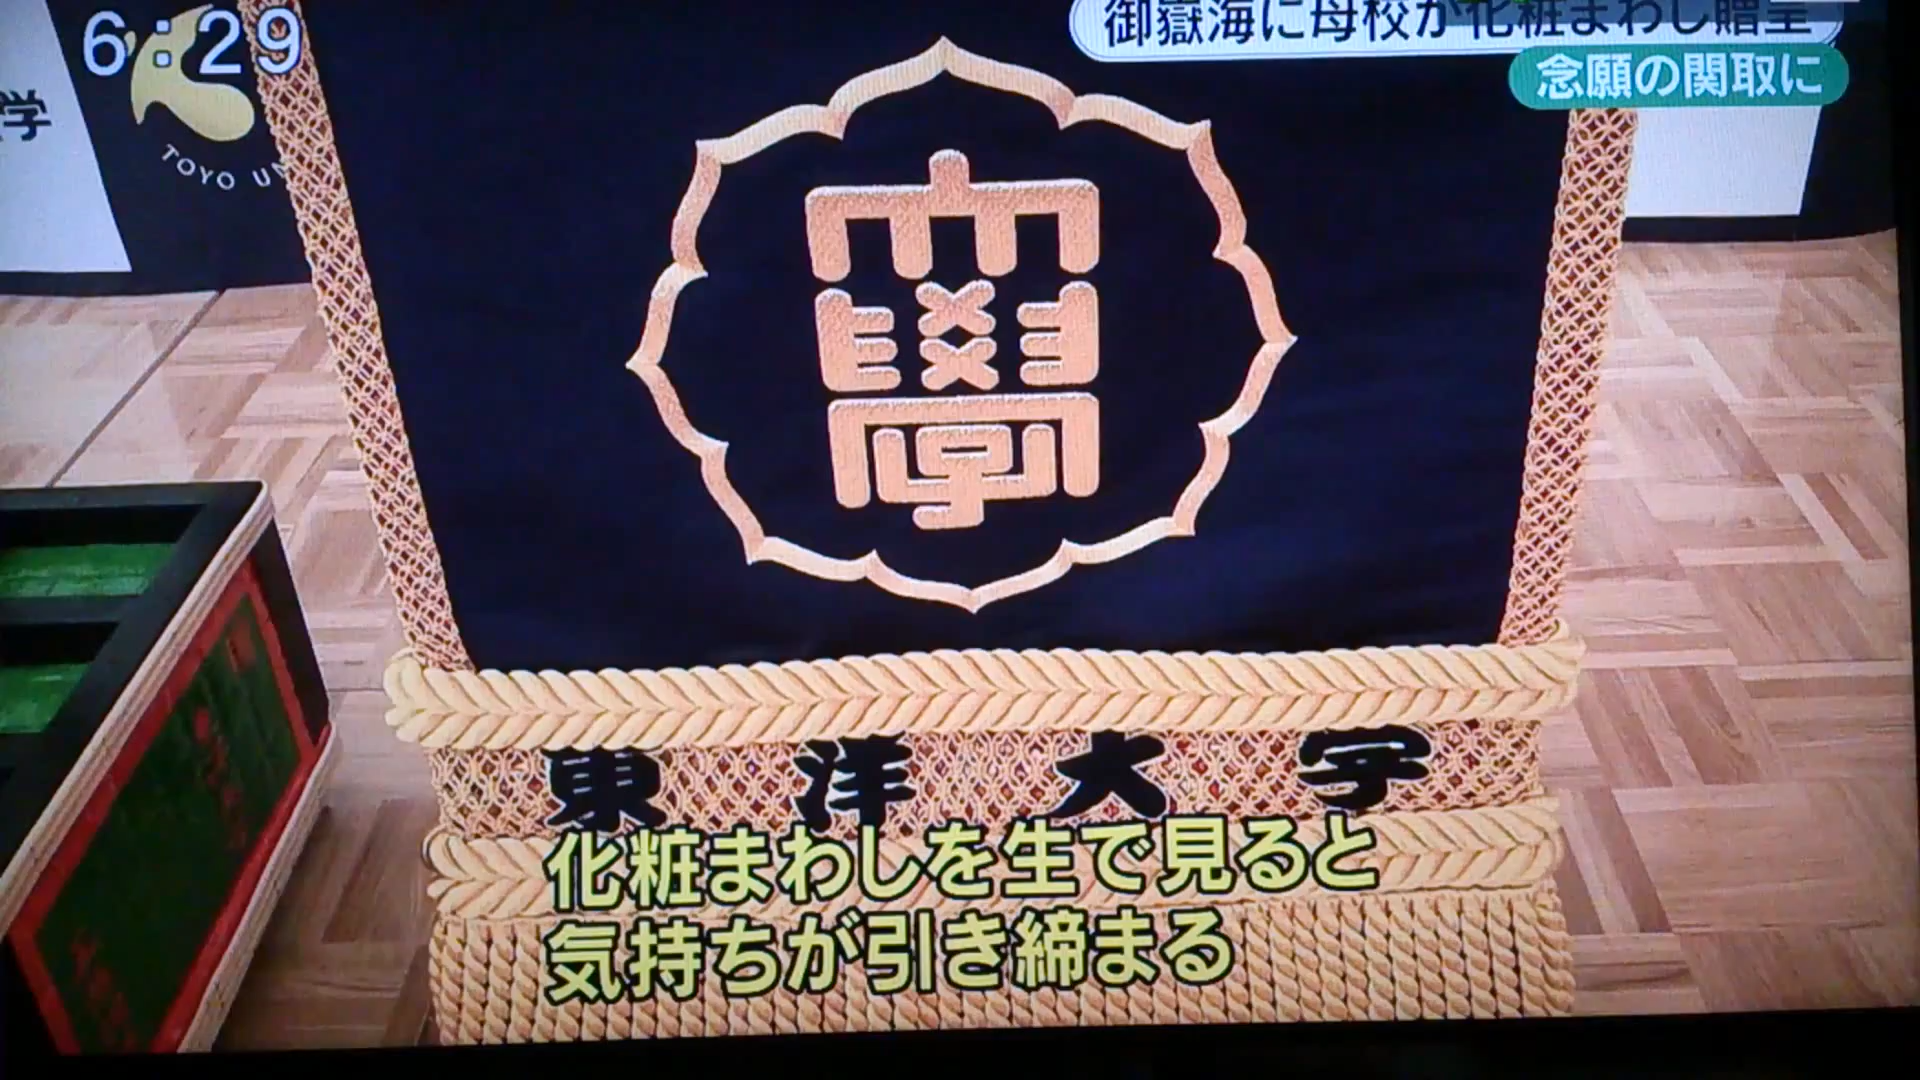 6:29
御嶽海に母校が化粧まわし贈呈
念願の関取に
学
TOYO UN
大學
東洋大学
化粧まわしを生で見ると
気持ちが引き締まる